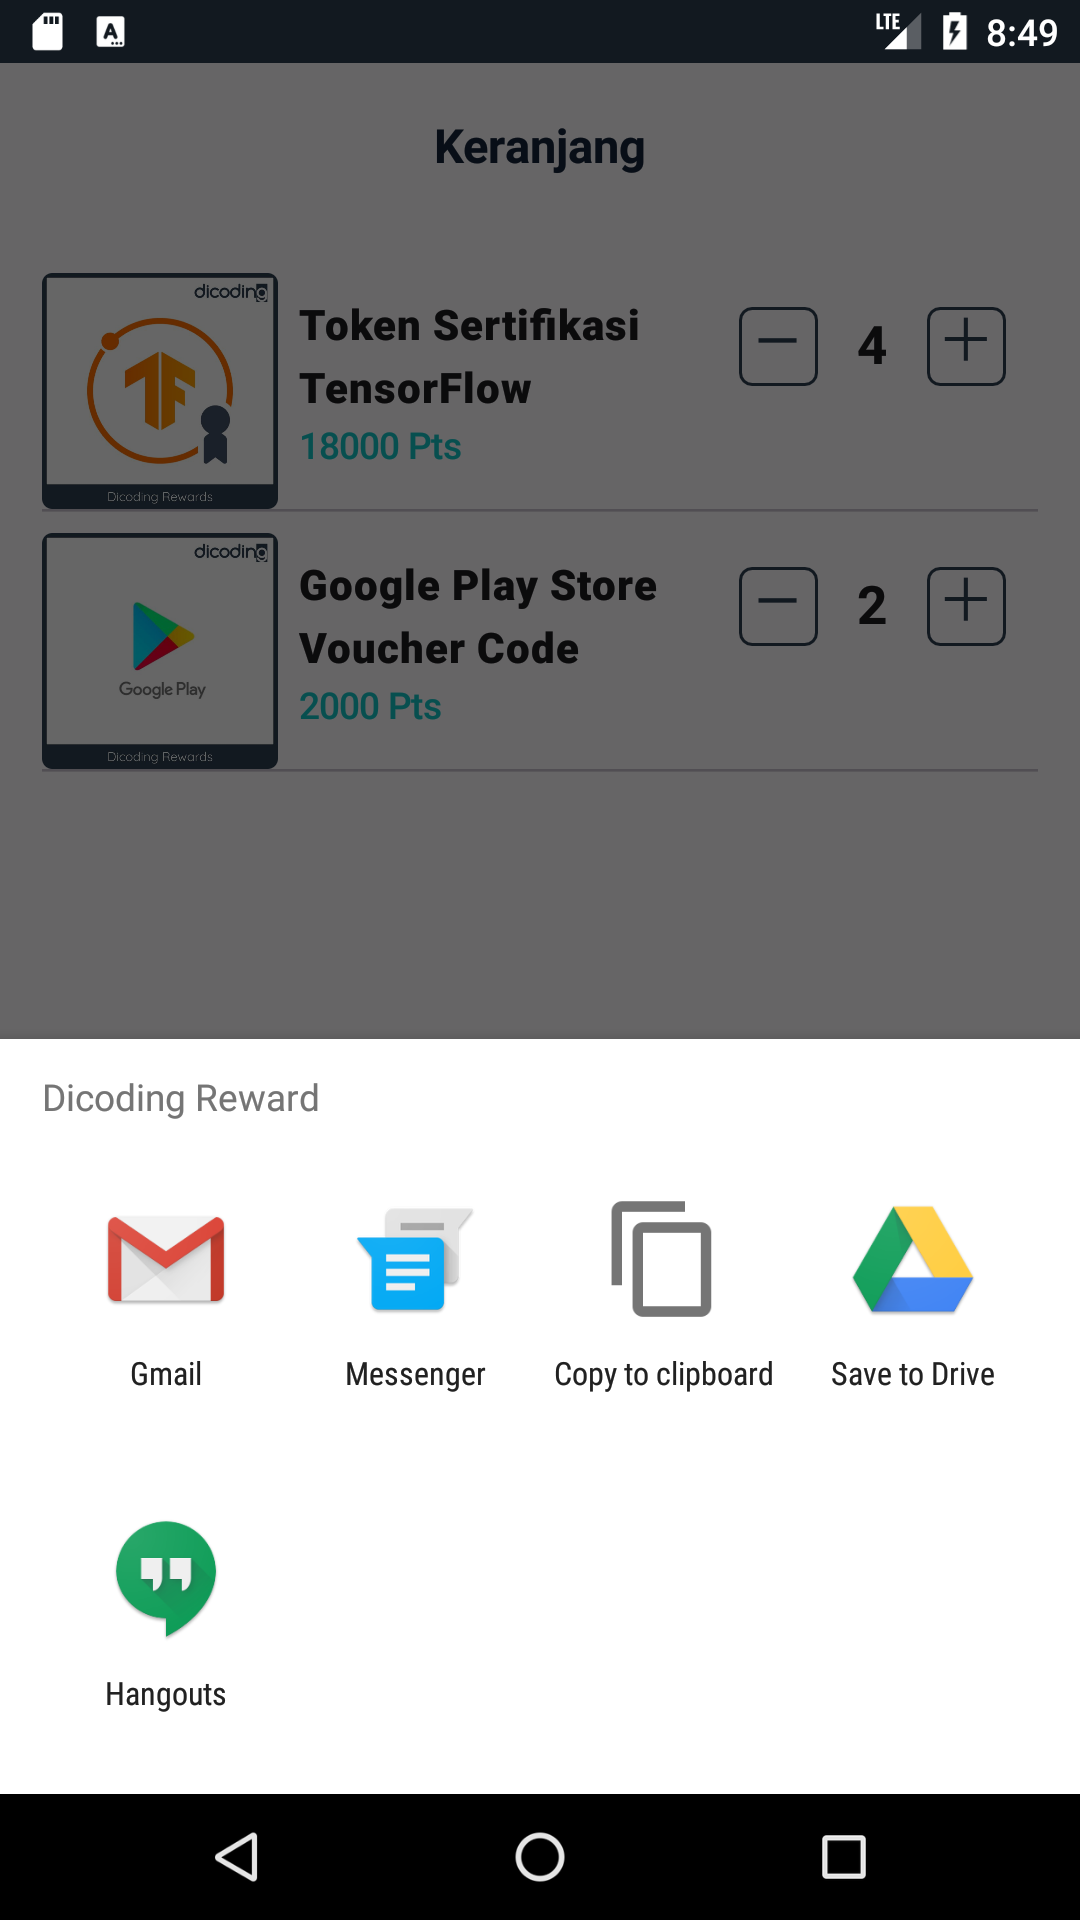 LTE 8:49
Keranjang
dicoding
Token Sertifikasi
TensorFlow
18000 Pts
4
Dicoding Rewards
dicoding
Google Play
Google Play Store
Voucher Code
2000 Pts
2
Dicoding Rewards
Dicoding Reward
Gmail
Messenger
Copy to clipboard
Save to Drive
Hangouts